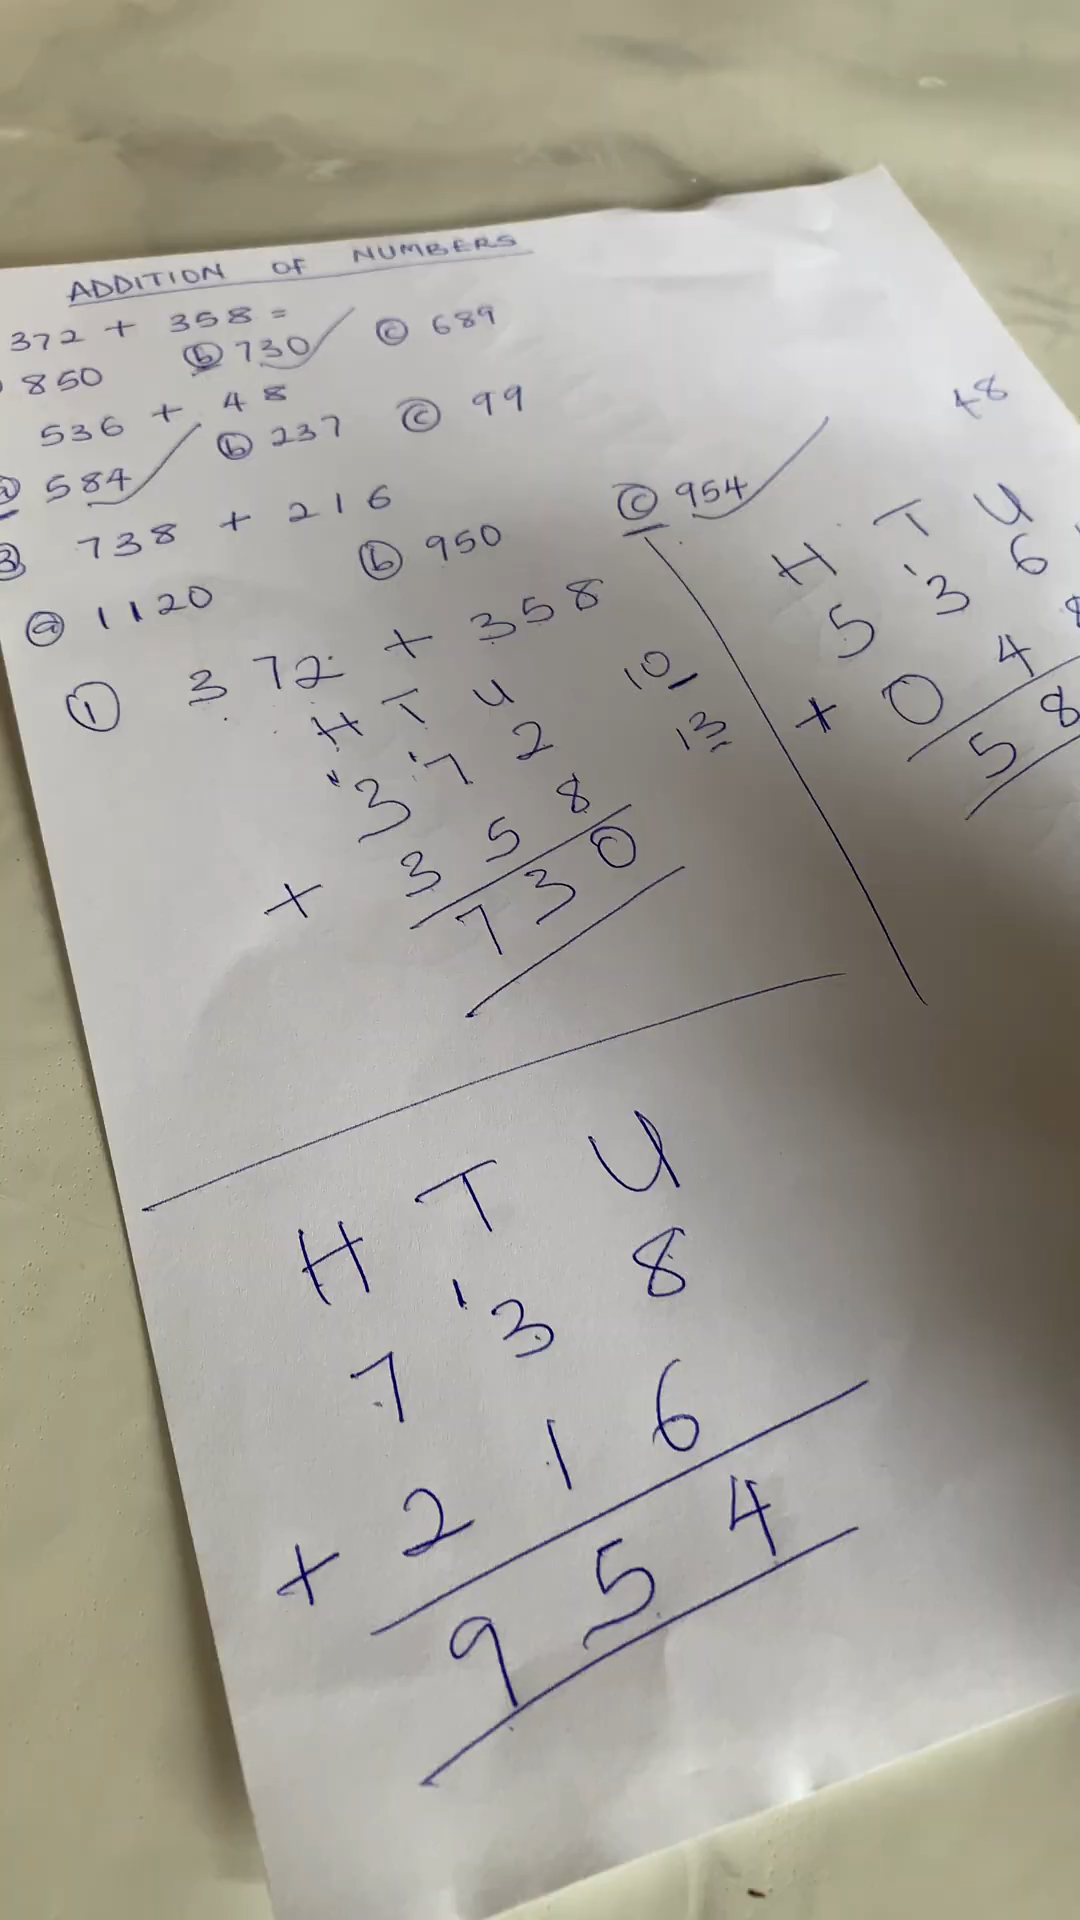 ADDITION OF NUMBERS
372 + 358 =
850 (b) 730 ✓ (c) 689
536 + 48
(a) 584 ✓ (b) 237 (c) 99
(3) 738 + 216
(a) 1120 (b) 950 (c) 954 ✓
(1) 372 + 358
H T U
'3 '7 2
+ 3 5 8
7 3 0
10/
13
+8
H T U
5 '3 6
+ 0 4 8
5 8
H T U
7 '3 8
+ 2 1 6
9 5 4